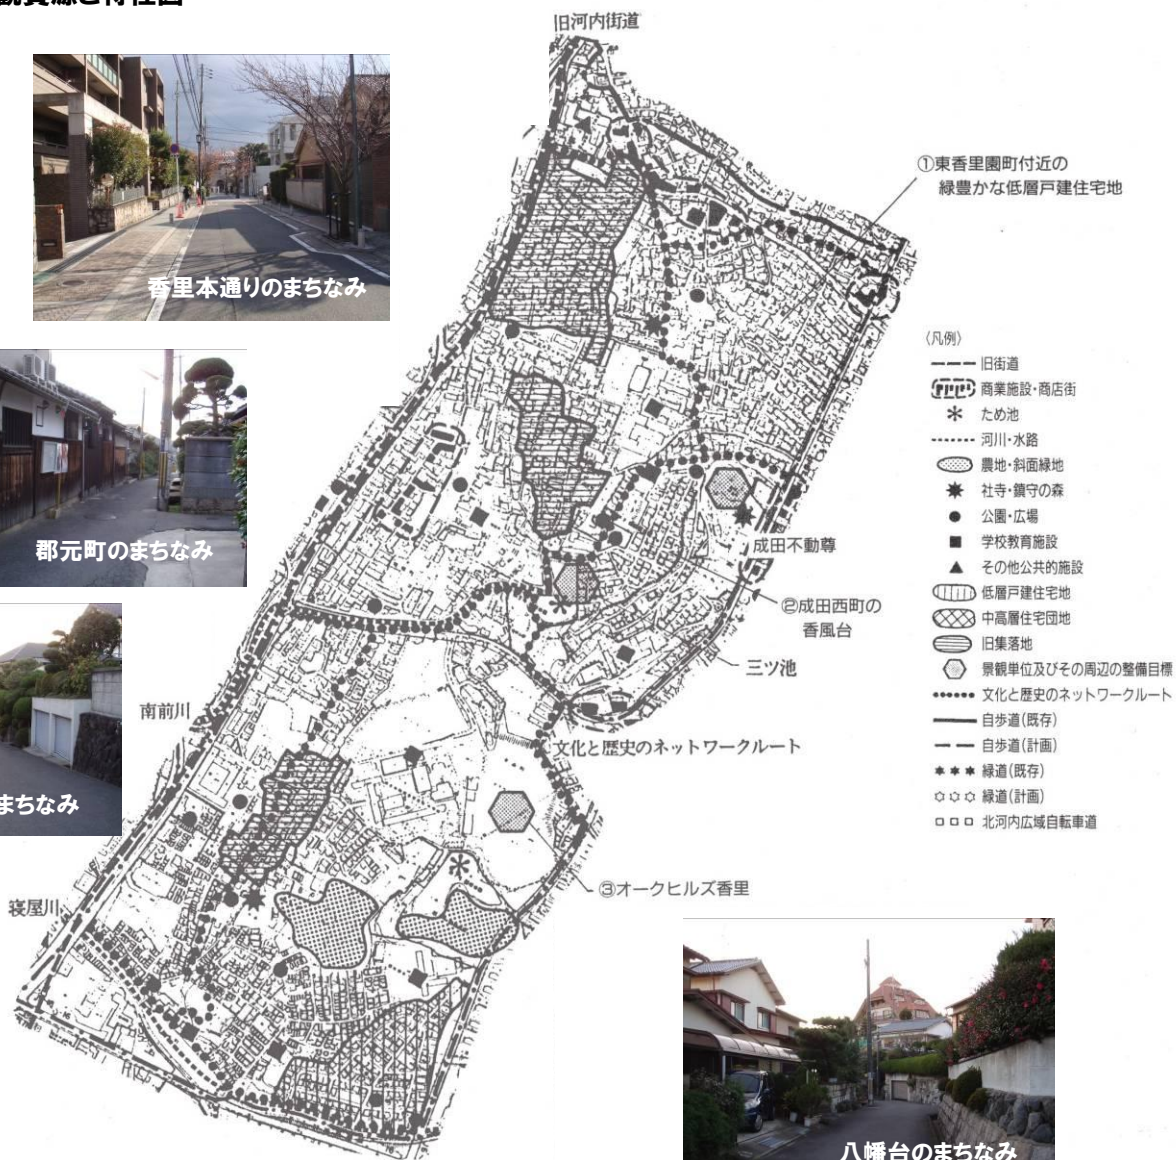 観資源と特性図
旧河内街道
①東香里園町付近の
緑豊かな低層戸建住宅地
香里本通りのまちなみ
郡元町のまちなみ
まちなみ
〈凡例〉
旧街道
商業施設・商店街
ため池
河川・水路
農地・斜面緑地
社寺・鎮守の森
公園・広場
学校教育施設
その他公共的施設
低層戸建住宅地
中高層住宅団地
旧集落地
景観単位及びその周辺の整備目標
文化と歴史のネットワークルート
自歩道(既存)
自歩道(計画)
緑道(既存)
緑道(計画)
北河内広域自転車道
成田不動尊
②成田西町の
香風台
三ツ池
南前川
文化と歴史のネットワークルート
③オークヒルズ香里
寝屋川
八幡台のまちなみ